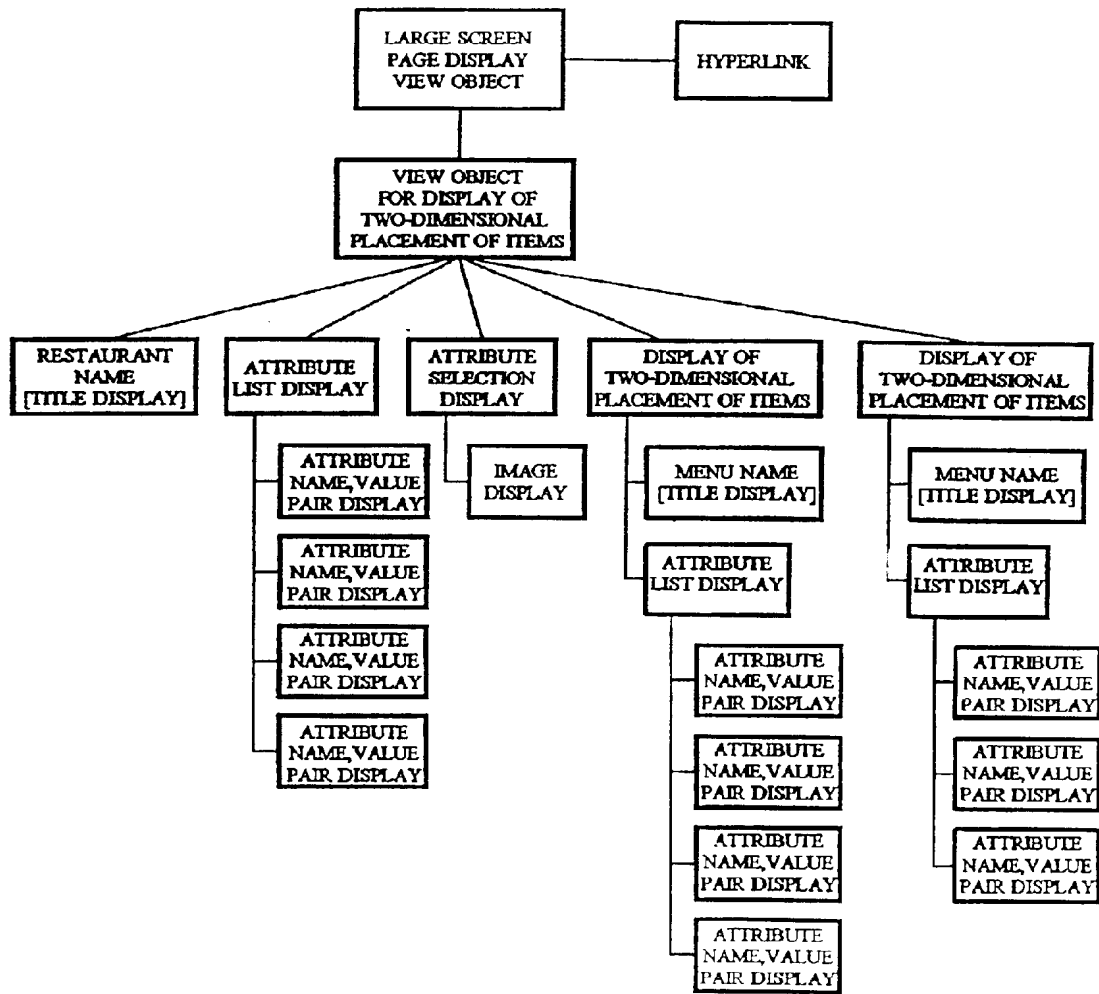 LARGE SCREEN
PAGE DISPLAY
VIEW OBJECT
HYPERLINK
VIEW OBJECT
FOR DISPLAY OF
TWO-DIMENSIONAL
PLACEMENT OF ITEMS
RESTAURANT
NAME
[TITLE DISPLAY]
ATTRIBUTE
LIST DISPLAY
ATTRIBUTE
NAME,VALUE
PAIR DISPLAY
ATTRIBUTE
NAME,VALUE
PAIR DISPLAY
ATTRIBUTE
NAME,VALUE
PAIR DISPLAY
ATTRIBUTE
NAME,VALUE
PAIR DISPLAY
ATTRIBUTE
SELECTION
DISPLAY
IMAGE
DISPLAY
DISPLAY OF
TWO-DIMENSIONAL
PLACEMENT OF ITEMS
MENU NAME
[TITLE DISPLAY]
ATTRIBUTE
LIST DISPLAY
ATTRIBUTE
NAME,VALUE
PAIR DISPLAY
ATTRIBUTE
NAME,VALUE
PAIR DISPLAY
ATTRIBUTE
NAME,VALUE
PAIR DISPLAY
ATTRIBUTE
NAME,VALUE
PAIR DISPLAY
DISPLAY OF
TWO-DIMENSIONAL
PLACEMENT OF ITEMS
MENU NAME
[TITLE DISPLAY]
ATTRIBUTE
LIST DISPLAY
ATTRIBUTE
NAME,VALUE
PAIR DISPLAY
ATTRIBUTE
NAME,VALUE
PAIR DISPLAY
ATTRIBUTE
NAME,VALUE
PAIR DISPLAY